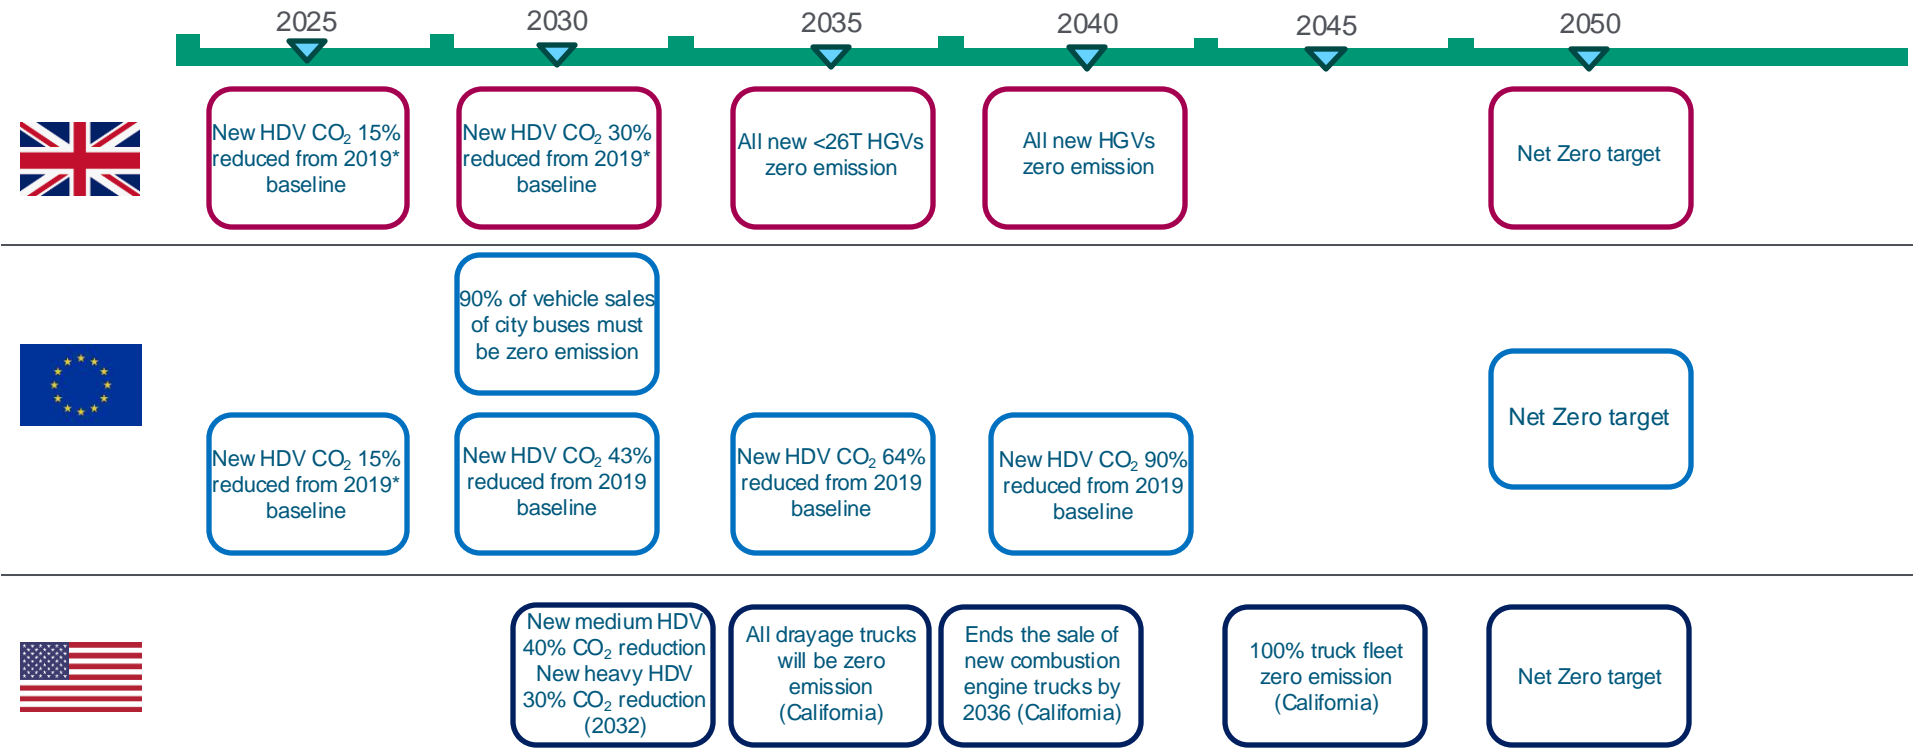 2025
2030
2035
2040
2045
2050
New HDV CO₂ 15%
reduced from 2019*
baseline
New HDV CO₂ 30%
reduced from 2019*
baseline
All new <26T HGVs
zero emission
All new HGVs
zero emission
Net Zero target
90% of vehicle sales
of city buses must
be zero emission
New HDV CO₂ 15%
reduced from 2019*
baseline
New HDV CO₂ 43%
reduced from 2019
baseline
New HDV CO₂ 64%
reduced from 2019
baseline
New HDV CO₂ 90%
reduced from 2019
baseline
Net Zero target
New medium HDV
40% CO₂ reduction
New heavy HDV
30% CO₂ reduction
(2032)
All drayage trucks
will be zero
emission
(California)
Ends the sale of
new combustion
engine trucks by
2036 (California)
100% truck fleet
zero emission
(California)
Net Zero target